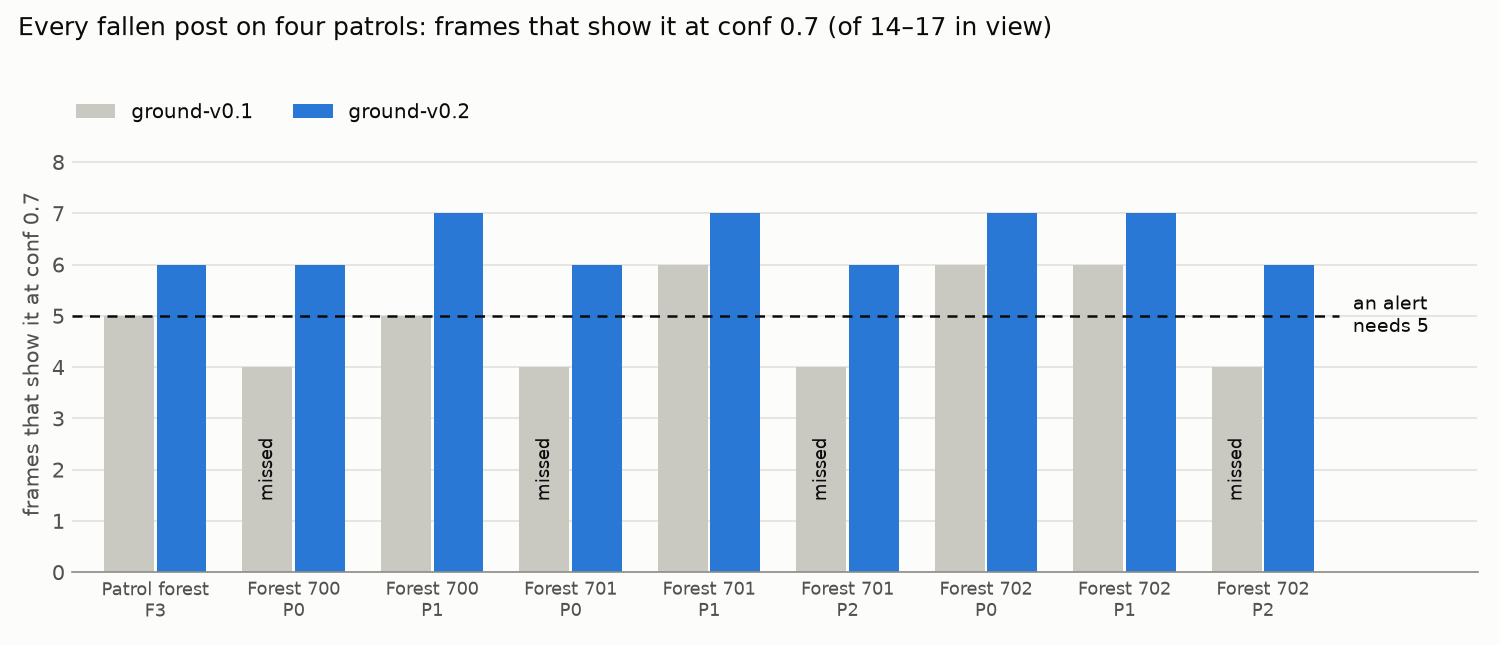 Every fallen post on four patrols: frames that show it at conf 0.7 (of 14–17 in view)
ground-v0.1
ground-v0.2
frames that show it at conf 0.7
8
7
6
5
4
3
2
1
0
an alert
needs 5
missed
missed
missed
missed
Patrol forest
F3
Forest 700
P0
Forest 700
P1
Forest 701
P0
Forest 701
P1
Forest 701
P2
Forest 702
P0
Forest 702
P1
Forest 702
P2